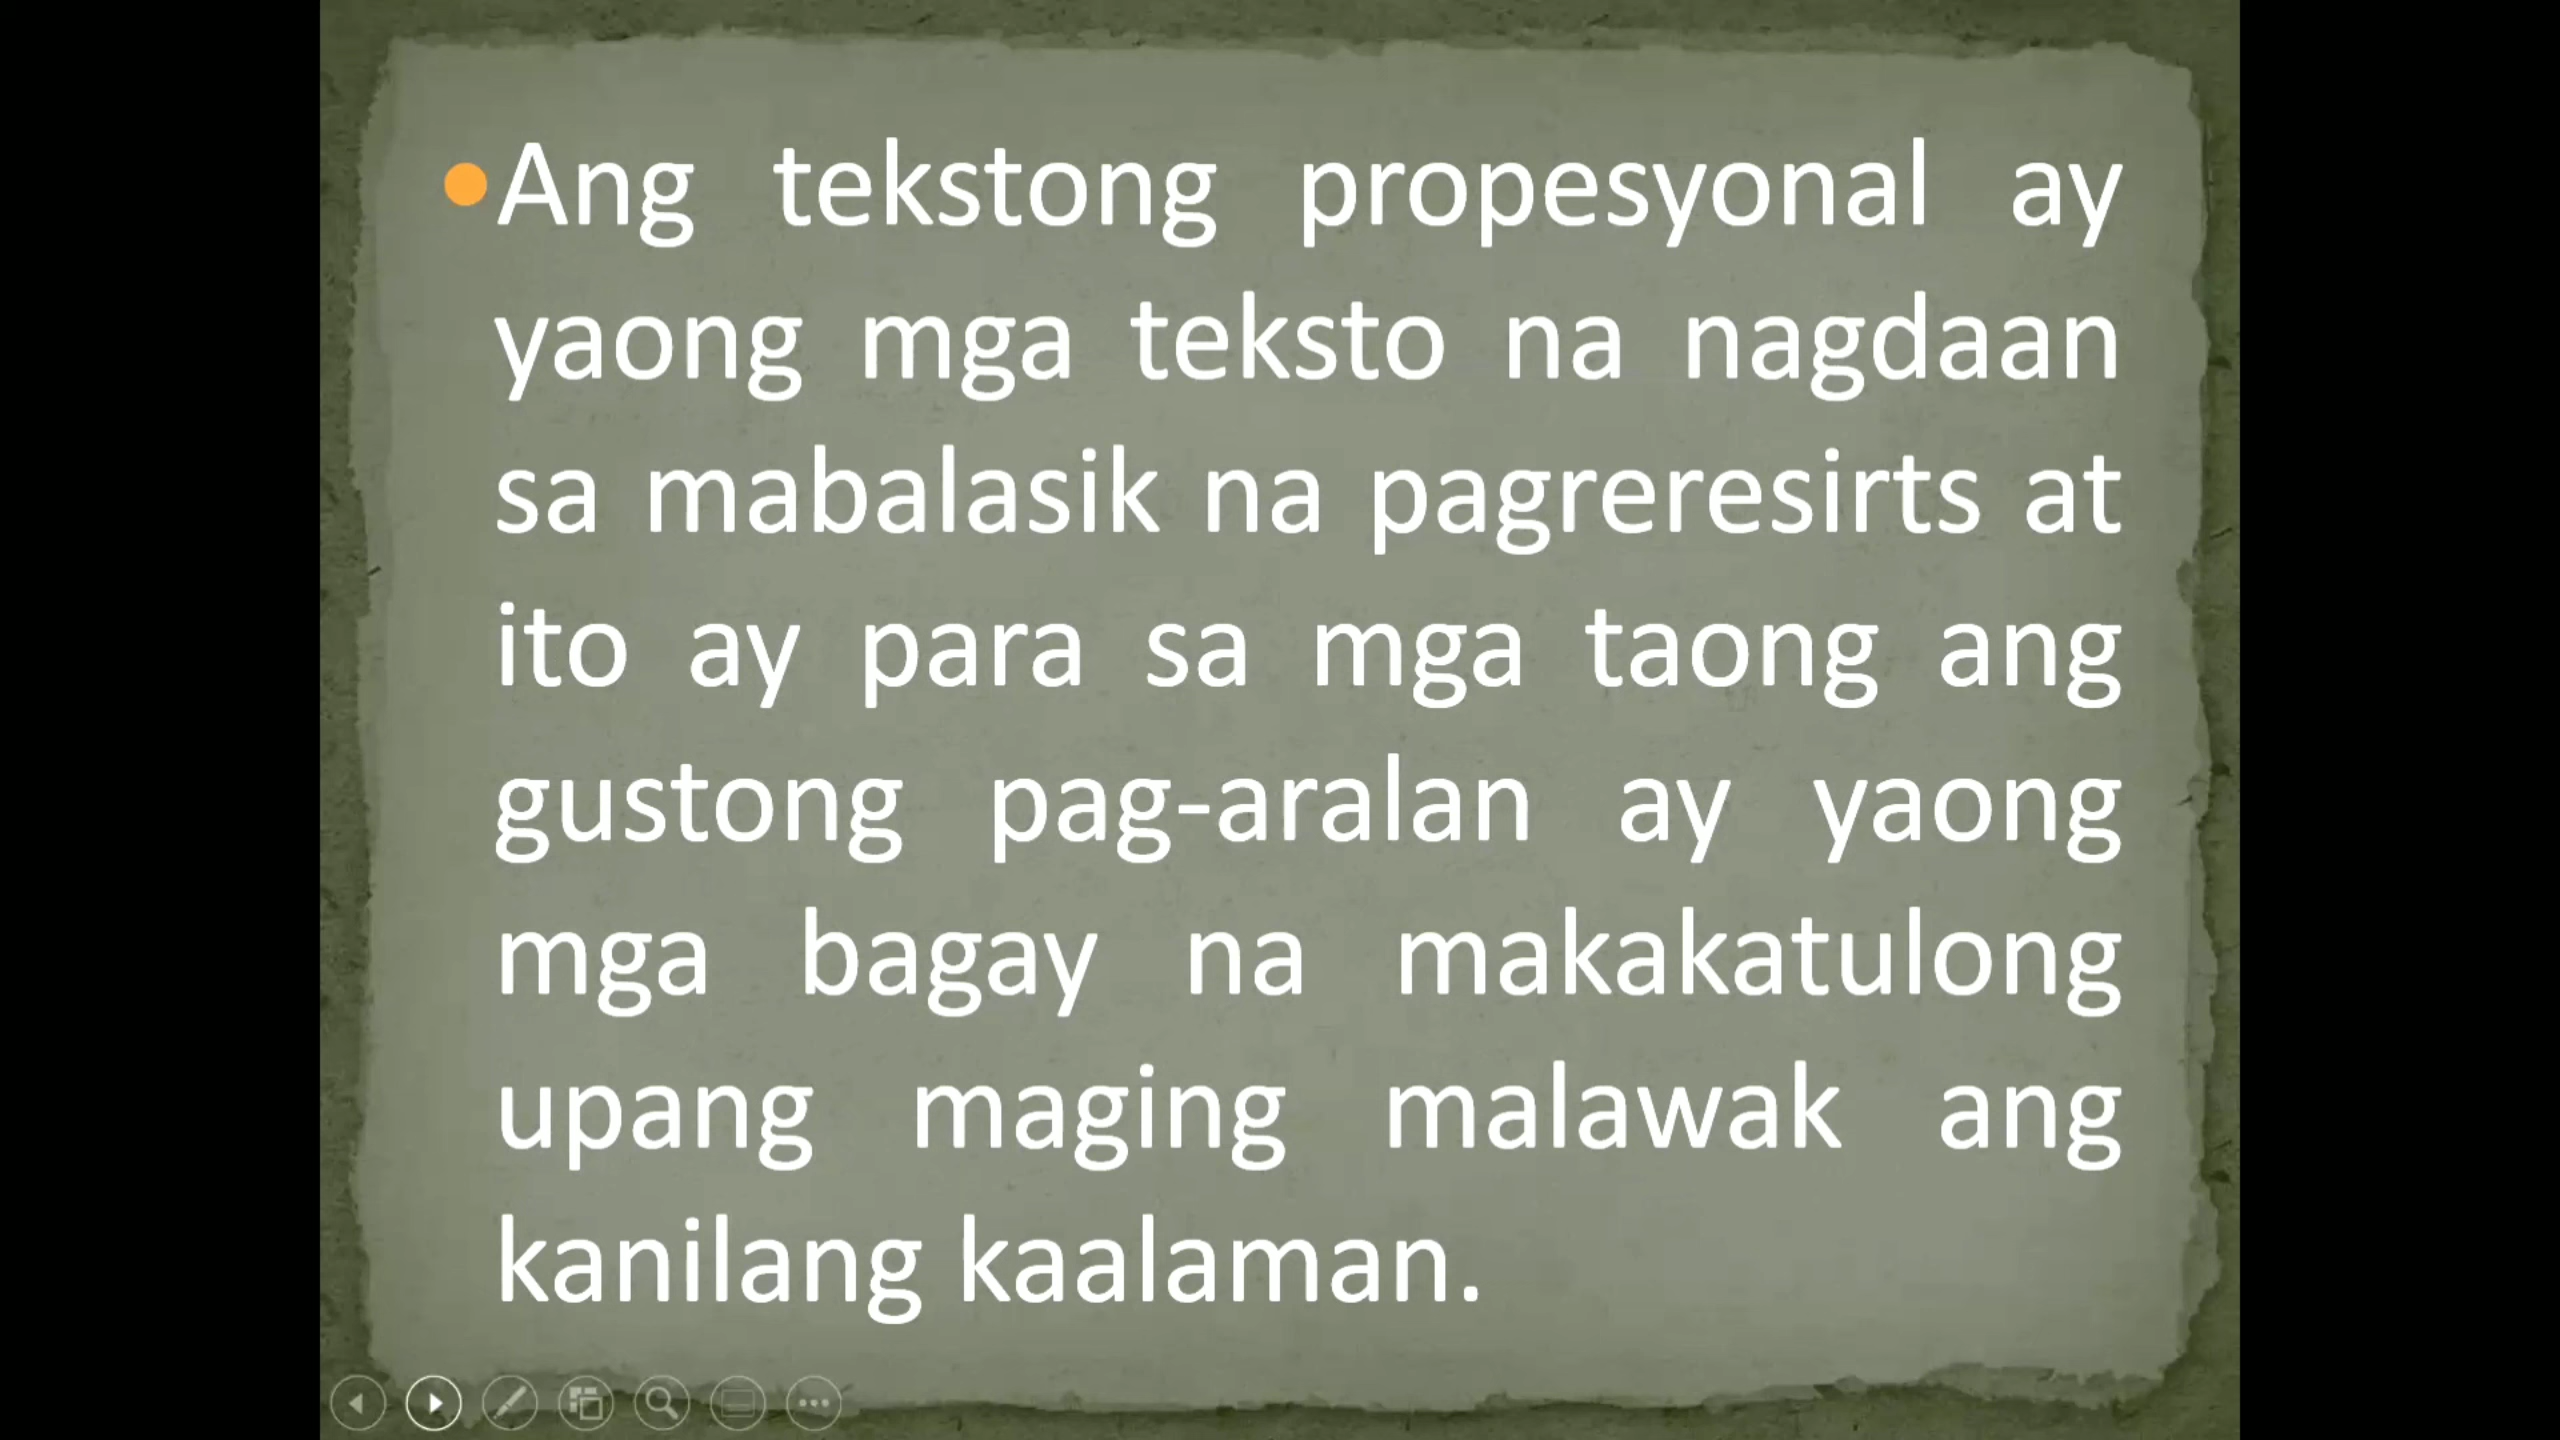 •Ang tekstong propesyonal ay
yaong mga teksto na nagdaan
sa mabalasik na pagreresirts at
ito ay para sa mga taong ang
gustong pag-aralan ay yaong
mga bagay na makakatulong
upang maging malawak ang
kanilang kaalaman.